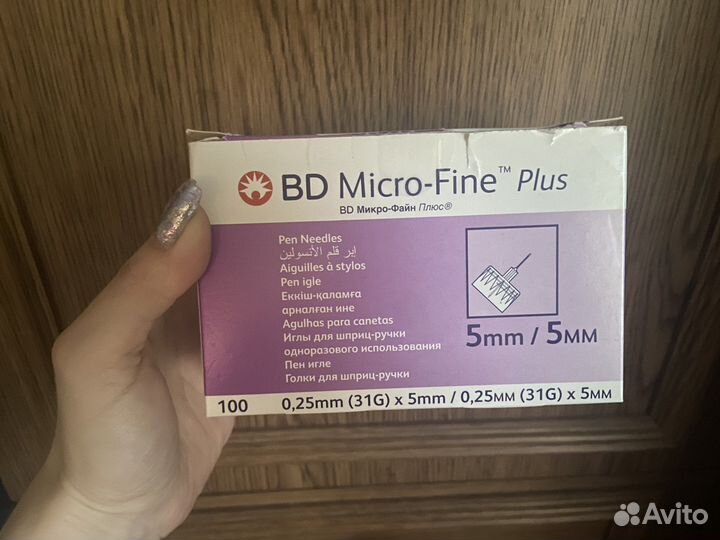 BD Micro-Fine™ Plus
BD Микро-Файн Плюс®
Pen Needles
إبر قلم الأنسولين
Aiguilles à stylos
Pen igle
Еккіш-қаламға
арналған ине
Agulhas para canetas
Иглы для шприц-ручки
одноразового использования
Пен игле
Голки для шприц-ручки
5mm / 5мм
100
0,25mm (31G) x 5mm / 0,25мм (31G) x 5мм
Avito